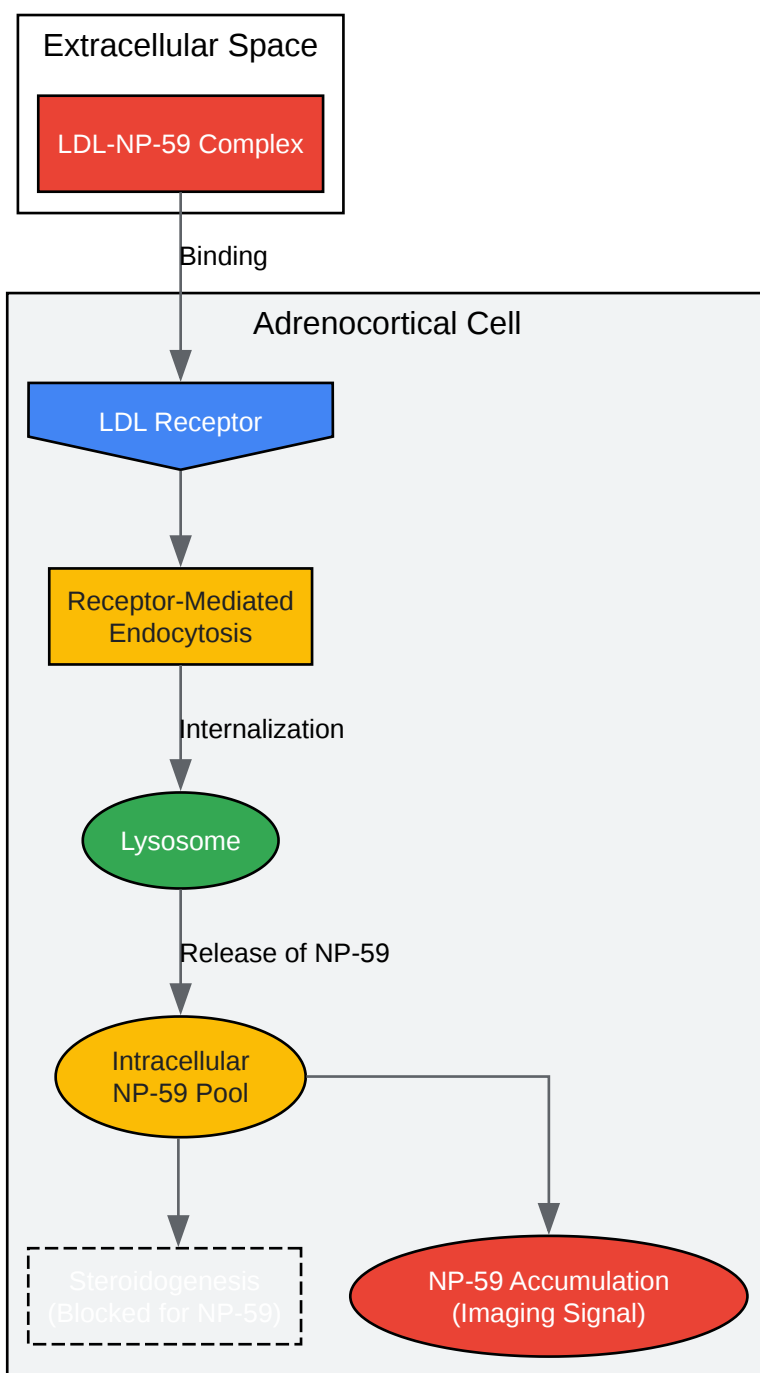 Extracellular Space
LDL-NP-59 Complex
Binding
Adrenocortical Cell
LDL Receptor
Receptor-Mediated
Endocytosis
Internalization
Lysosome
Release of NP-59
Intracellular
NP-59 Pool
Steroidogenesis
(Blocked for NP-59)
NP-59 Accumulation
(Imaging Signal)